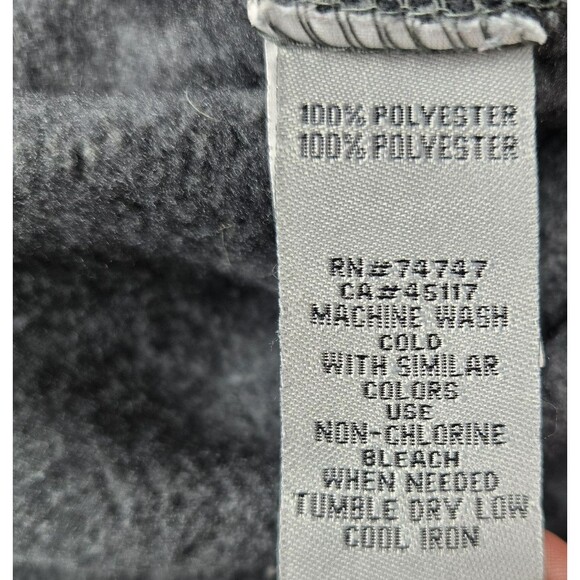 100% POLYESTER
100% POLYESTER
RN#74747
CA#45117
MACHINE WASH
COLD
WITH SIMILAR
COLORS
USE
NON-CHLORINE
BLEACH
WHEN NEEDED
TUMBLE DRY LOW
COOL IRON